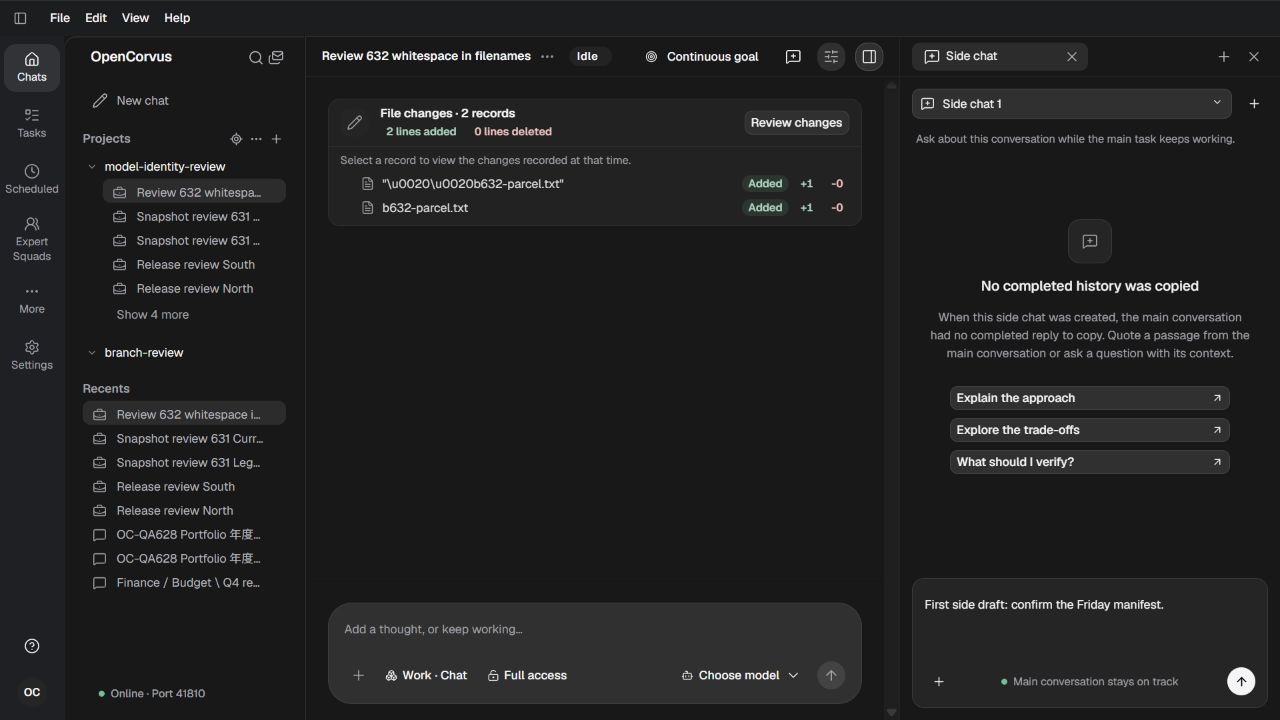 File Edit View Help
Chats
Tasks
Scheduled
Expert
Squads
More
Settings
OC
OpenCorvus
New chat
Projects
model-identity-review
Review 632 whitespa...
Snapshot review 631 ...
Snapshot review 631 ...
Release review South
Release review North
Show 4 more
branch-review
Recents
Review 632 whitespace i...
Snapshot review 631 Curr...
Snapshot review 631 Leg...
Release review South
Release review North
OC-QA628 Portfolio 年度...
OC-QA628 Portfolio 年度...
Finance / Budget \ Q4 re...
Online · Port 41810
Review 632 whitespace in filenames ··· Idle Continuous goal
File changes · 2 records
2 lines added 0 lines deleted
Review changes
Select a record to view the changes recorded at that time.
"\u0020\u0020b632-parcel.txt" Added +1 -0
b632-parcel.txt Added +1 -0
Add a thought, or keep working...
Work · Chat Full access Choose model
Side chat
Side chat 1
Ask about this conversation while the main task keeps working.
No completed history was copied
When this side chat was created, the main conversation
had no completed reply to copy. Quote a passage from the
main conversation or ask a question with its context.
Explain the approach
Explore the trade-offs
What should I verify?
First side draft: confirm the Friday manifest.
Main conversation stays on track